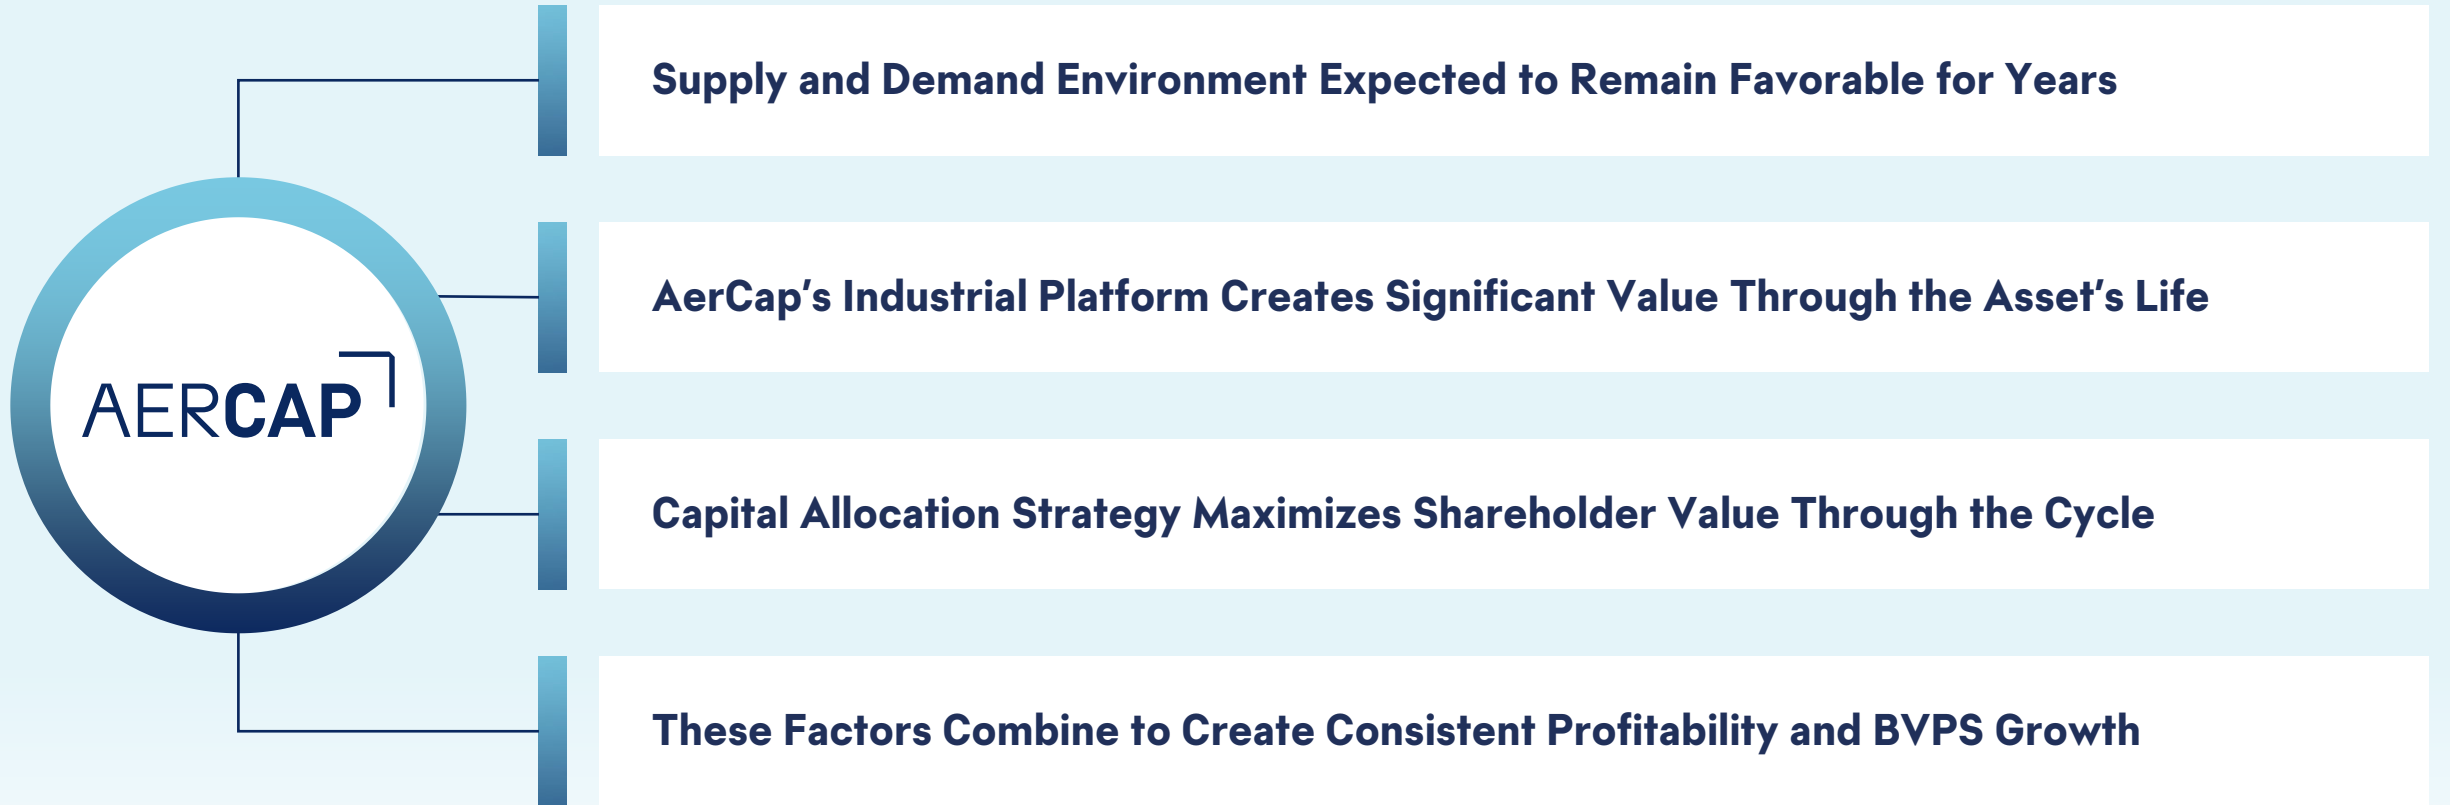 Supply and Demand Environment Expected to Remain Favorable for Years
AerCap's Industrial Platform Creates Significant Value Through the Asset's Life
AERCAP
Capital Allocation Strategy Maximizes Shareholder Value Through the Cycle
These Factors Combine to Create Consistent Profitability and BVPS Growth